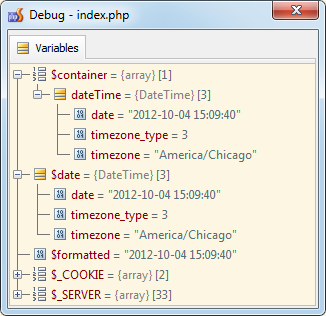 Debug - index.php
Variables
$container = {array} [1]
dateTime = {DateTime} [3]
date = "2012-10-04 15:09:40"
timezone_type = 3
timezone = "America/Chicago"
$date = {DateTime} [3]
date = "2012-10-04 15:09:40"
timezone_type = 3
timezone = "America/Chicago"
$formatted = "2012-10-04 15:09:40"
$_COOKIE = {array} [2]
$_SERVER = {array} [33]